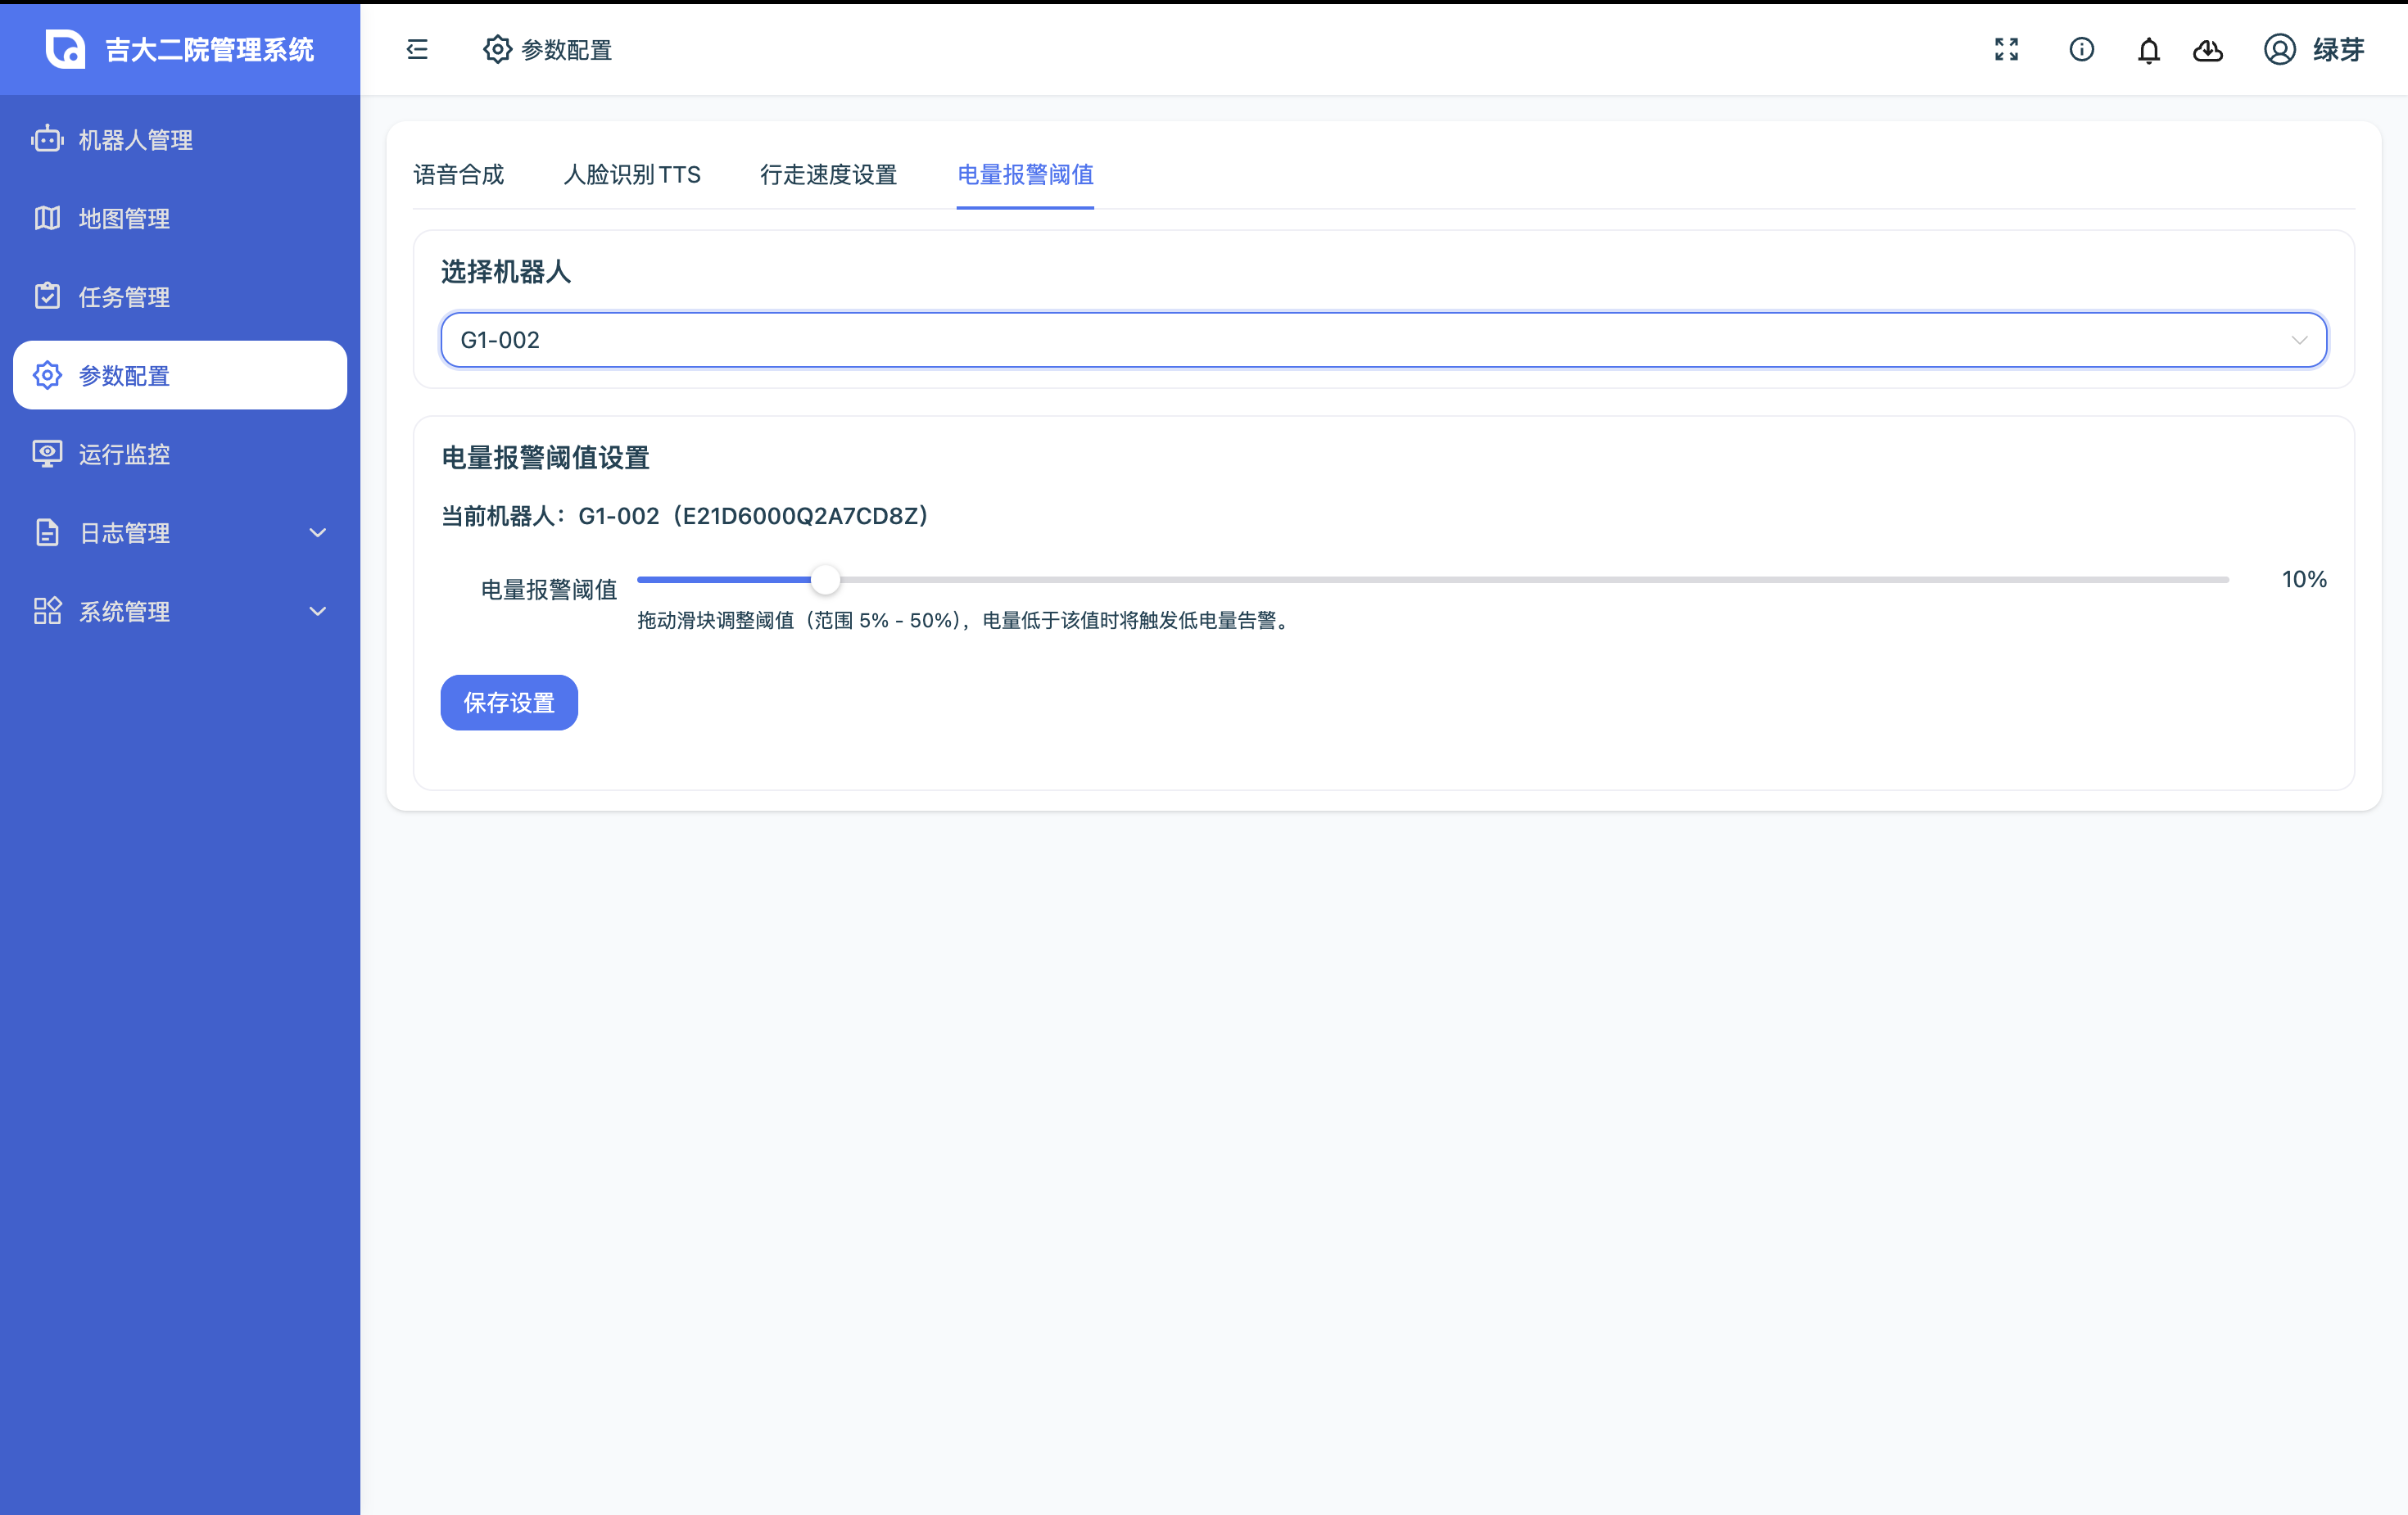 吉大二院管理系统
参数配置
绿芽
机器人管理
地图管理
任务管理
参数配置
运行监控
日志管理
系统管理
语音合成 人脸识别TTS 行走速度设置 电量报警阈值
选择机器人
G1-002
电量报警阈值设置
当前机器人：G1-002（E21D6000Q2A7CD8Z）
电量报警阈值 10%
拖动滑块调整阈值（范围 5% - 50%），电量低于该值时将触发低电量告警。
保存设置